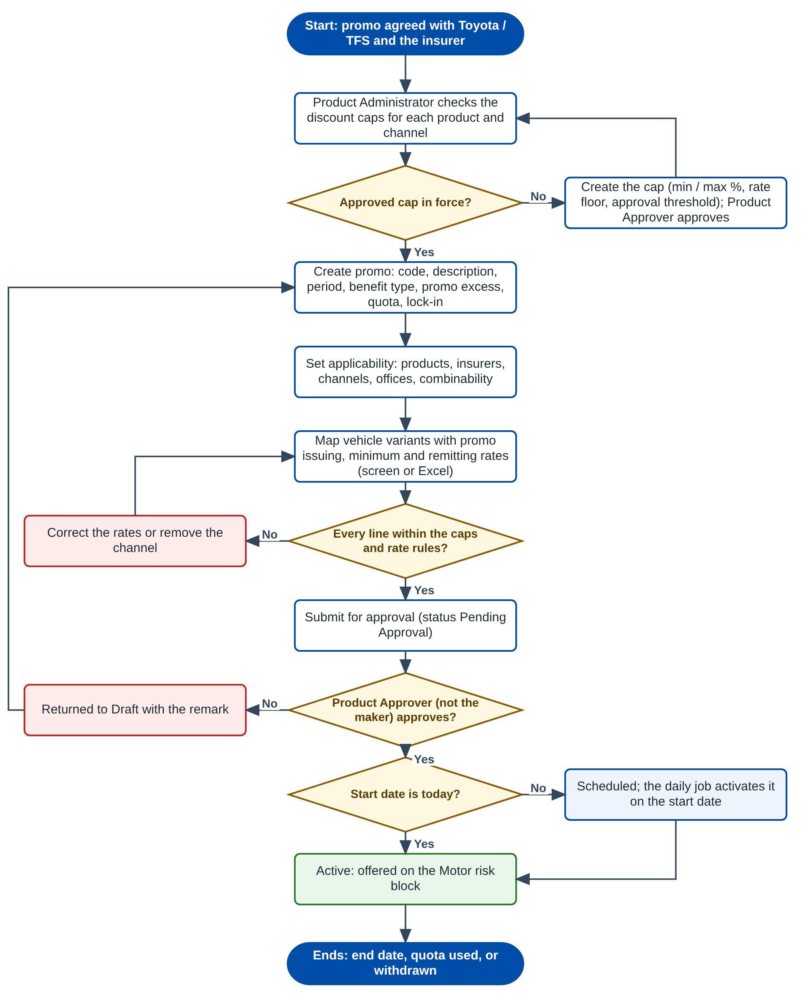 Start: promo agreed with Toyota /
TFS and the insurer
Product Administrator checks the
discount caps for each product and
channel
Approved cap in force?
No
Create the cap (min / max %, rate
floor, approval threshold); Product
Approver approves
Yes
Create promo: code, description,
period, benefit type, promo excess,
quota, lock-in
Set applicability: products, insurers,
channels, offices, combinability
Map vehicle variants with promo
issuing, minimum and remitting rates
(screen or Excel)
Every line within the caps
and rate rules?
No
Correct the rates or remove the
channel
Yes
Submit for approval (status Pending
Approval)
Product Approver (not the
maker) approves?
No
Returned to Draft with the remark
Yes
Start date is today?
No
Scheduled; the daily job activates it
on the start date
Yes
Active: offered on the Motor risk
block
Ends: end date, quota used, or
withdrawn